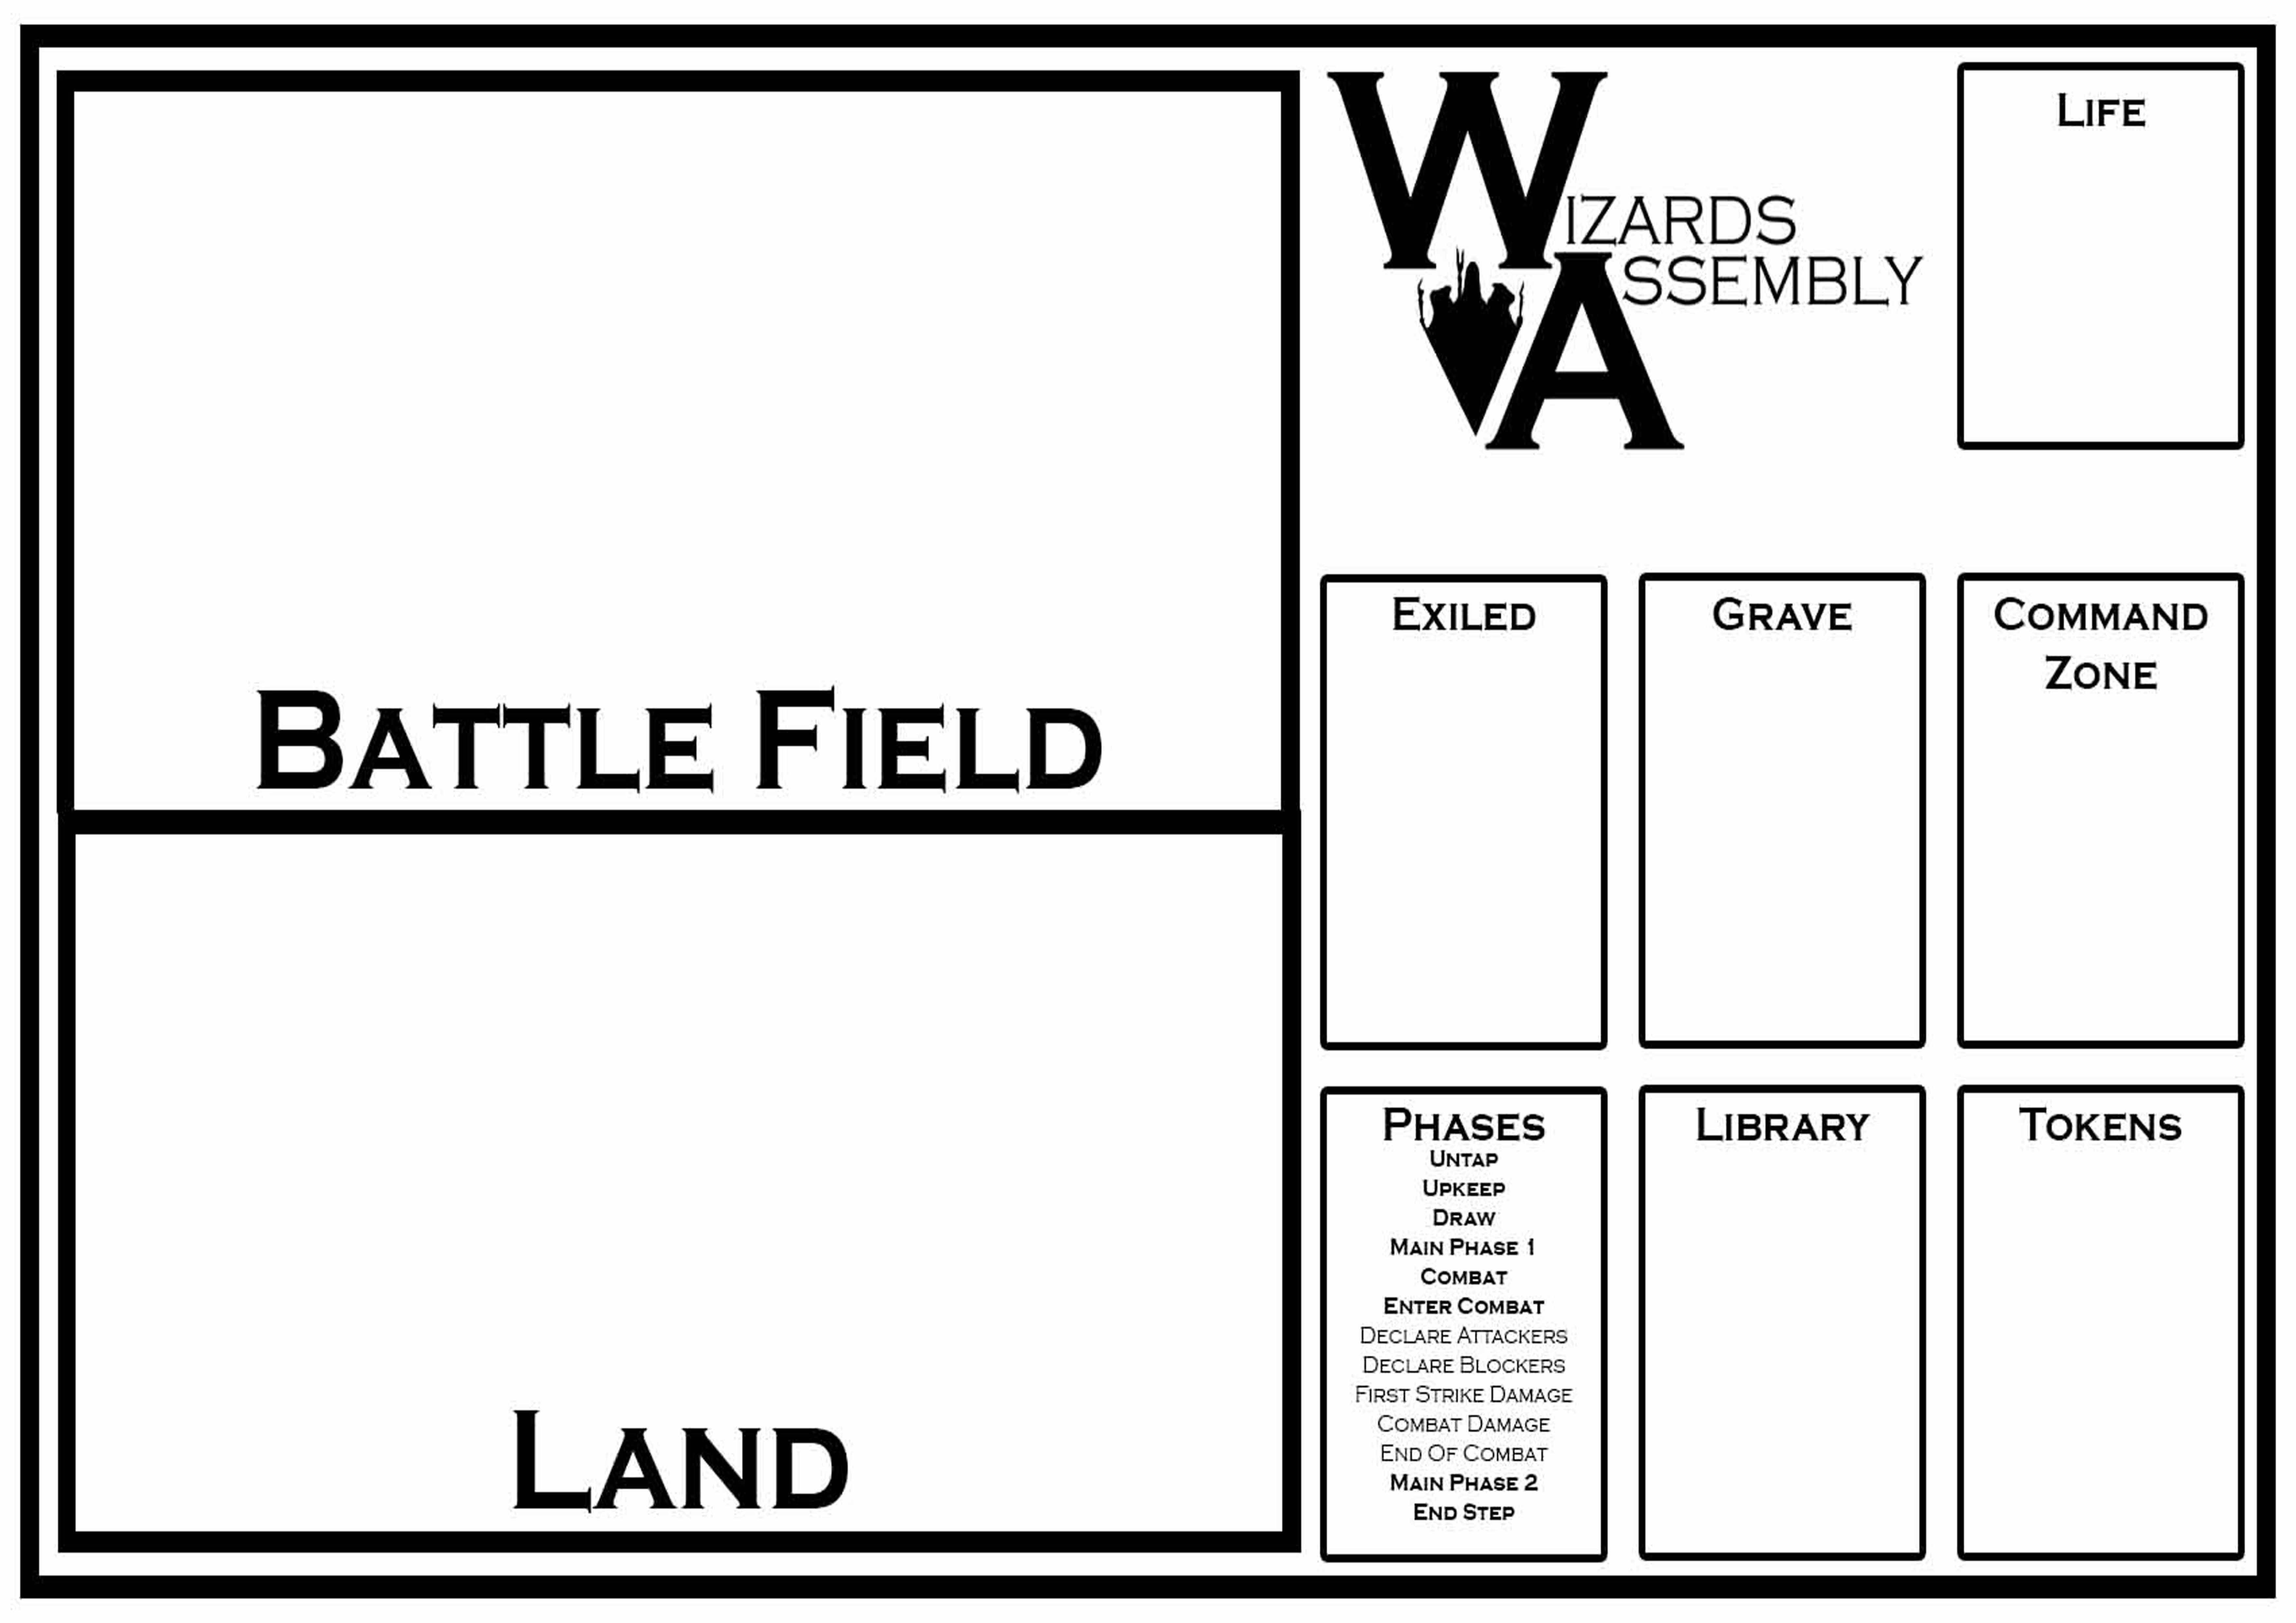 Wizards
Assembly
Life
Battle Field
Land
Exiled
Grave
Command
Zone
Phases
Untap
Upkeep
Draw
Main Phase 1
Combat
Enter Combat
Declare Attackers
Declare Blockers
First Strike Damage
Combat Damage
End Of Combat
Main Phase 2
End Step
Library
Tokens